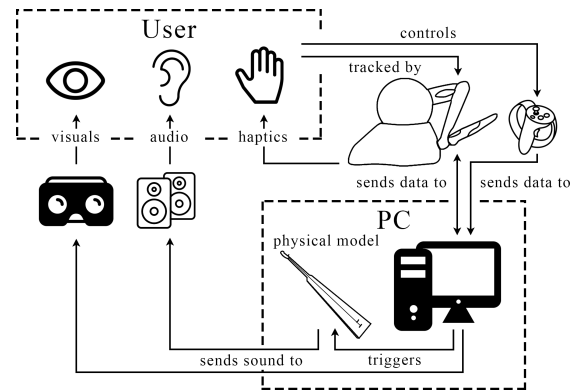 User
controls
tracked by
visuals
audio
haptics
sends data to
sends data to
PC
physical model
sends sound to
triggers